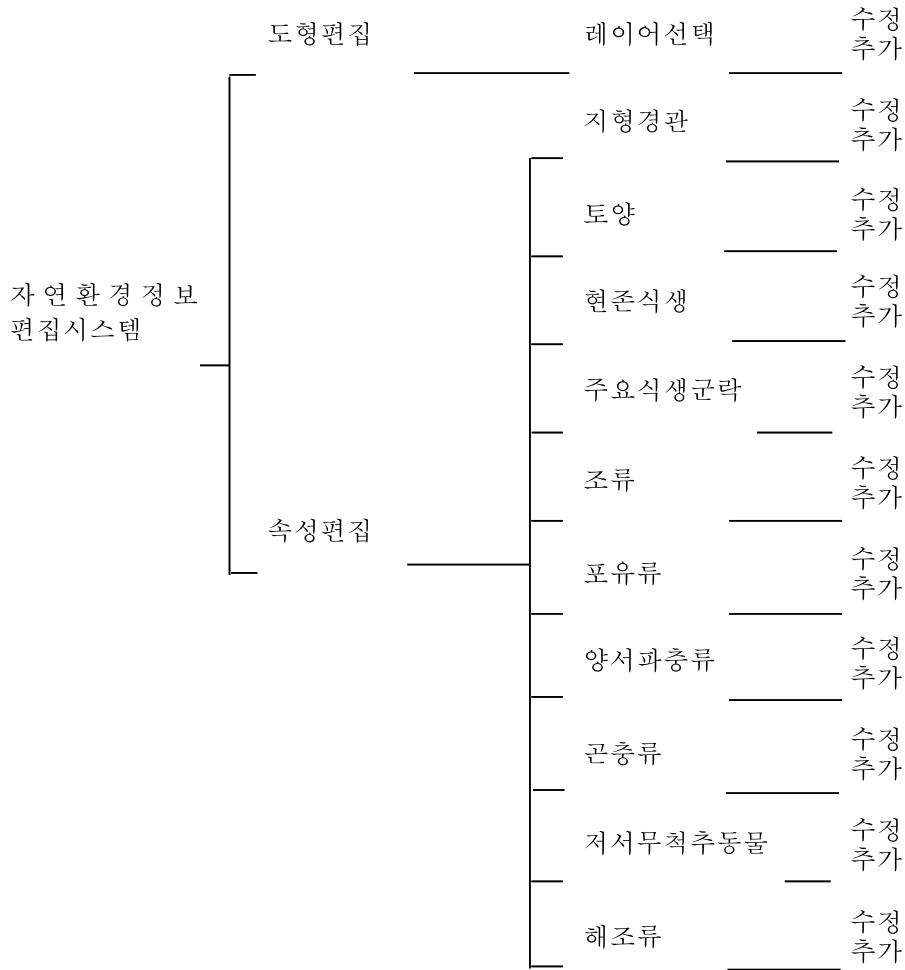 도형편집
레이어선택
수정
추가
지형경관
수정
추가
토양
수정
추가
자연환경정보
편집시스템
현존식생
수정
추가
주요식생군락
수정
추가
속성편집
조류
수정
추가
포유류
수정
추가
양서파충류
수정
추가
곤충류
수정
추가
저서무척추동물
수정
추가
해조류
수정
추가